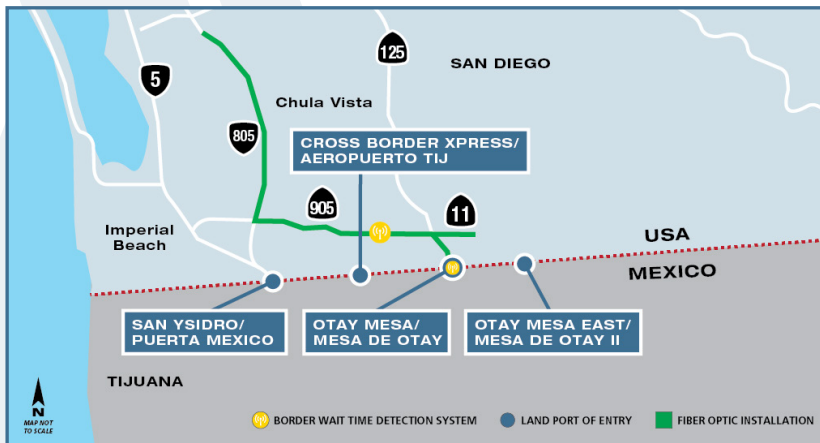 125
SAN DIEGO
5
Chula Vista
805
CROSS BORDER XPRESS/
AEROPUERTO TIJ
905
11
Imperial
Beach
USA
MEXICO
SAN YSIDRO/
PUERTA MEXICO
OTAY MESA/
MESA DE OTAY
OTAY MESA EAST/
MESA DE OTAY II
TIJUANA
N
MAP NOT
TO SCALE
BORDER WAIT TIME DETECTION SYSTEM
LAND PORT OF ENTRY
FIBER OPTIC INSTALLATION